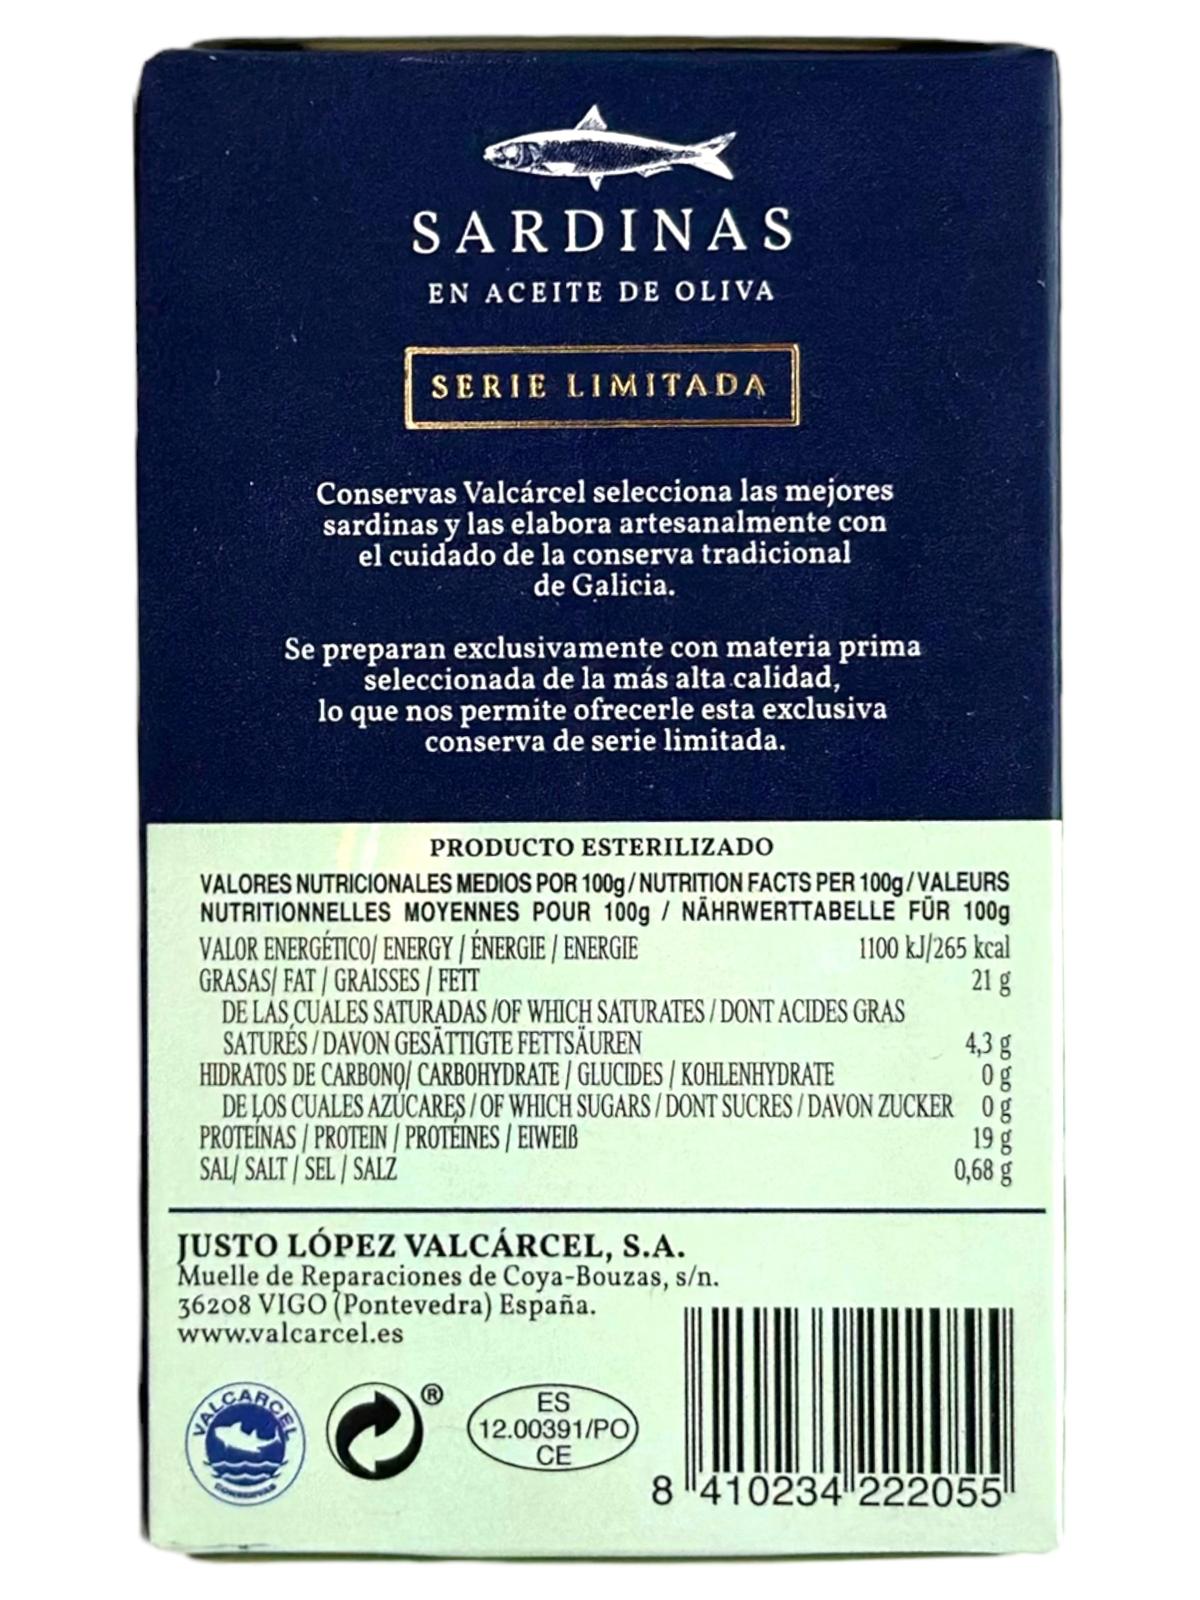 SARDINAS
EN ACEITE DE OLIVA
SERIE LIMITADA
Conservas Valcárcel selecciona las mejores
sardinas y las elabora artesanalmente con
el cuidado de la conserva tradicional
de Galicia.
Se preparan exclusivamente con materia prima
seleccionada de la más alta calidad,
lo que nos permite ofrecerle esta exclusiva
conserva de serie limitada.
PRODUCTO ESTERILIZADO
VALORES NUTRICIONALES MEDIOS POR 100g / NUTRITION FACTS PER 100g / VALEURS
NUTRITIONNELLES MOYENNES POUR 100g / NÄHRWERTTABELLE FÜR 100g
VALOR ENERGÉTICO/ ENERGY / ÉNERGIE / ENERGIE 1100 kJ/265 kcal
GRASAS/ FAT / GRAISSES / FETT 21 g
DE LAS CUALES SATURADAS /OF WHICH SATURATES / DONT ACIDES GRAS
SATURÉS / DAVON GESÄTTIGTE FETTSÄUREN 4,3 g
HIDRATOS DE CARBONO/ CARBOHYDRATE / GLUCIDES / KOHLENHYDRATE 0 g
DE LOS CUALES AZÚCARES / OF WHICH SUGARS / DONT SUCRES / DAVON ZUCKER 0 g
PROTEÍNAS / PROTEIN / PROTÉINES / EIWEIß 19 g
SAL/ SALT / SEL / SALZ 0,68 g
JUSTO LÓPEZ VALCÁRCEL, S.A.
Muelle de Reparaciones de Coya-Bouzas, s/n.
36208 VIGO (Pontevedra) España.
www.valcarcel.es
VALCARCEL
CONSERVAS
®
ES
12.00391/PO
CE
8 410234 222055